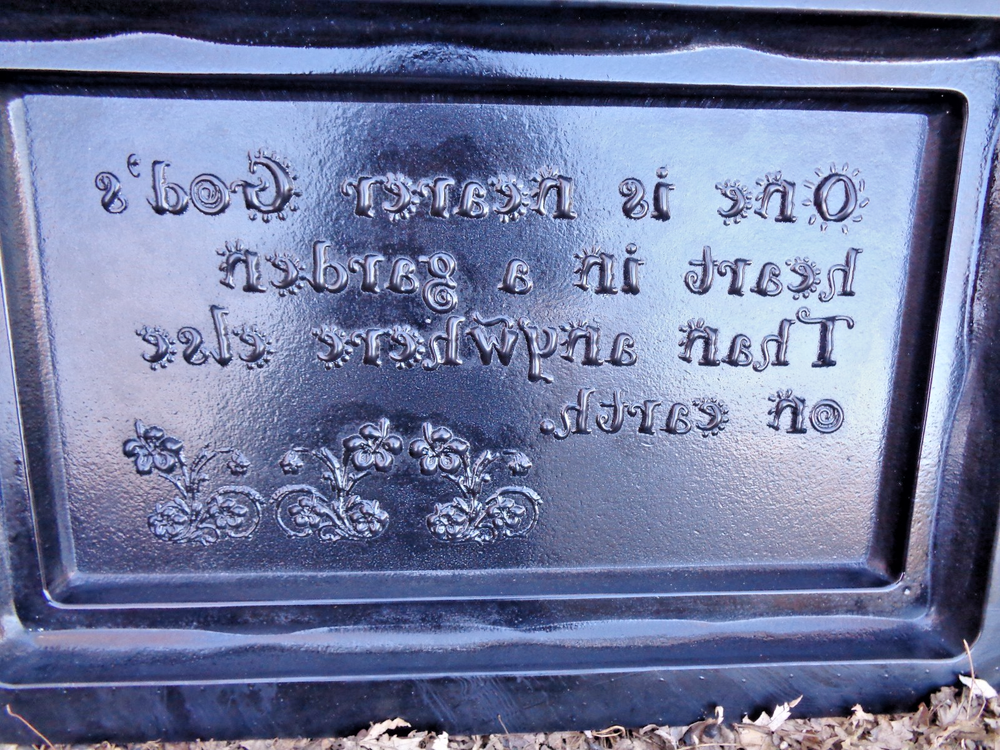 One is nearer God's
heart in a garden
Than anywhere else
on earth.